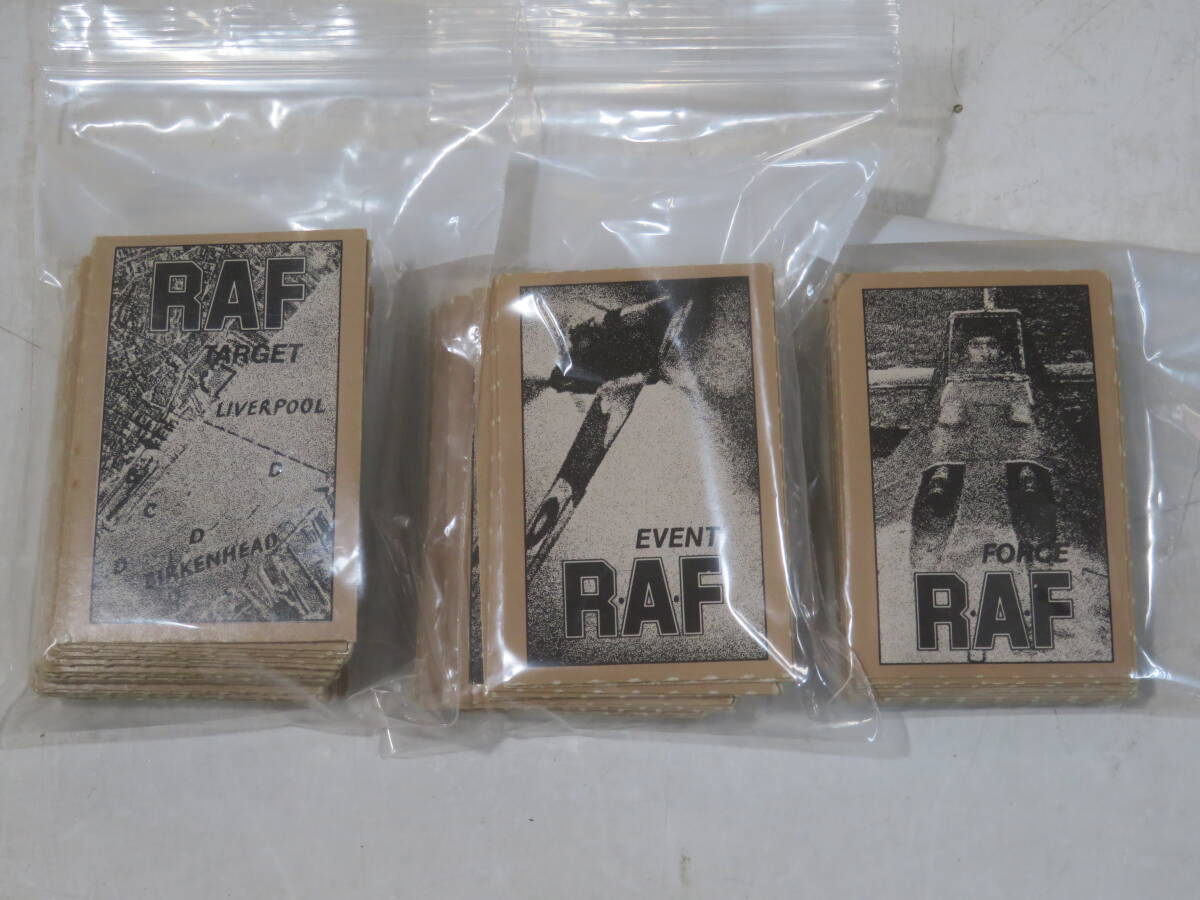 RAF
TARGET
LIVERPOOL
D
C
D
D
BIRKENHEAD
EVENT
R·A·F
FORCE
R·A·F